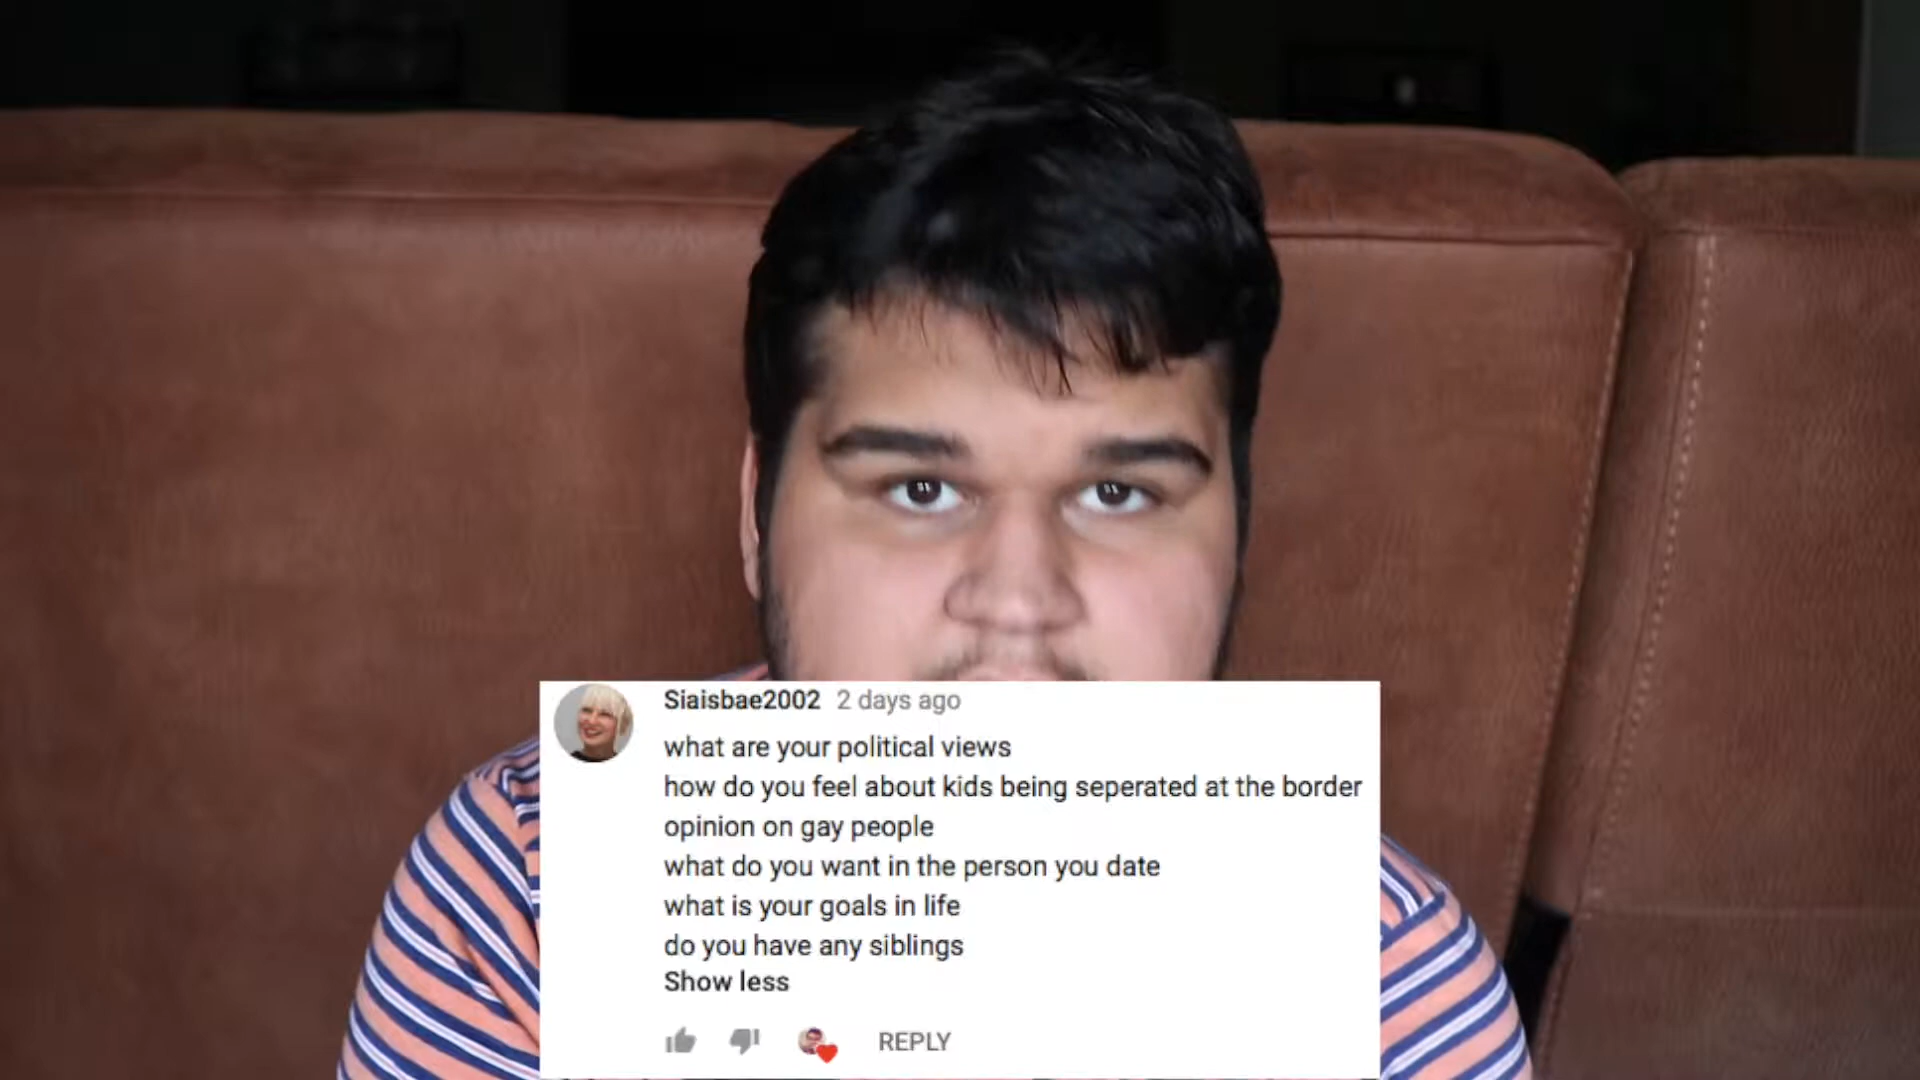 Siaisbae2002 2 days ago
what are your political views
how do you feel about kids being seperated at the border
opinion on gay people
what do you want in the person you date
what is your goals in life
do you have any siblings
Show less
REPLY